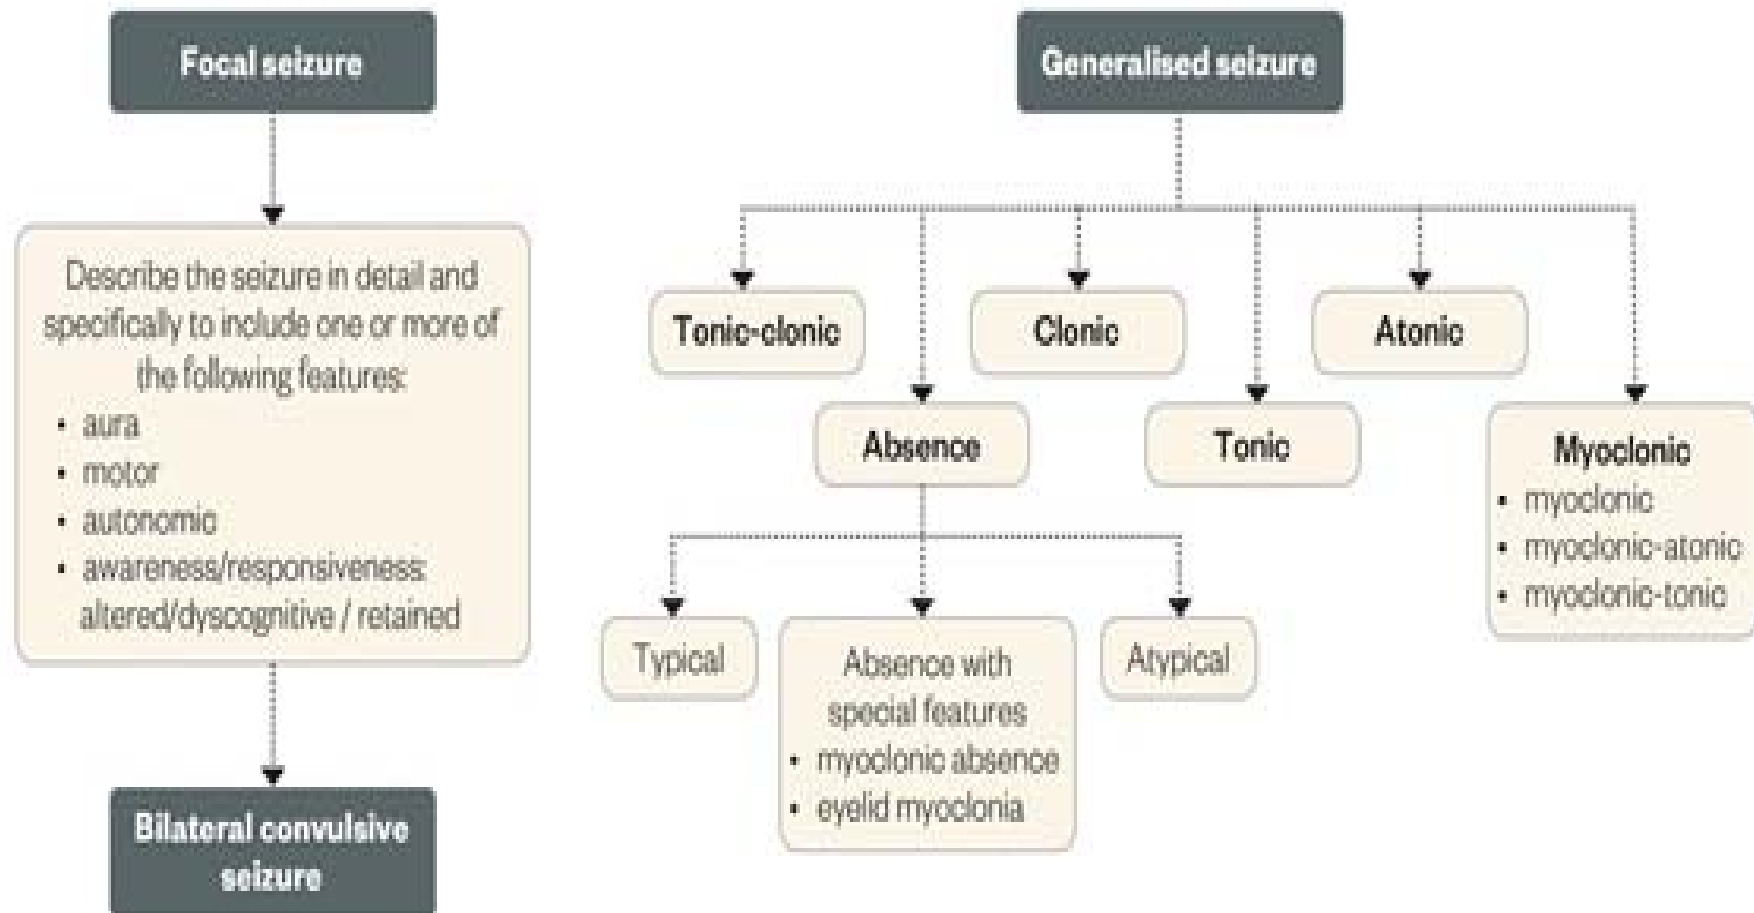 Focal seizure
Describe the seizure in detail and
specifically to include one or more of
the following features:
• aura
• motor
• autonomic
• awareness/responsiveness:
altered/dyscognitive / retained
Bilateral convulsive
seizure
Generalised seizure
Tonic-clonic
Clonic
Atonic
Absence
Tonic
Myoclonic
• myoclonic
• myoclonic-atonic
• myoclonic-tonic
Typical
Absence with
special features
• myoclonic absence
• eyelid myoclonia
Atypical